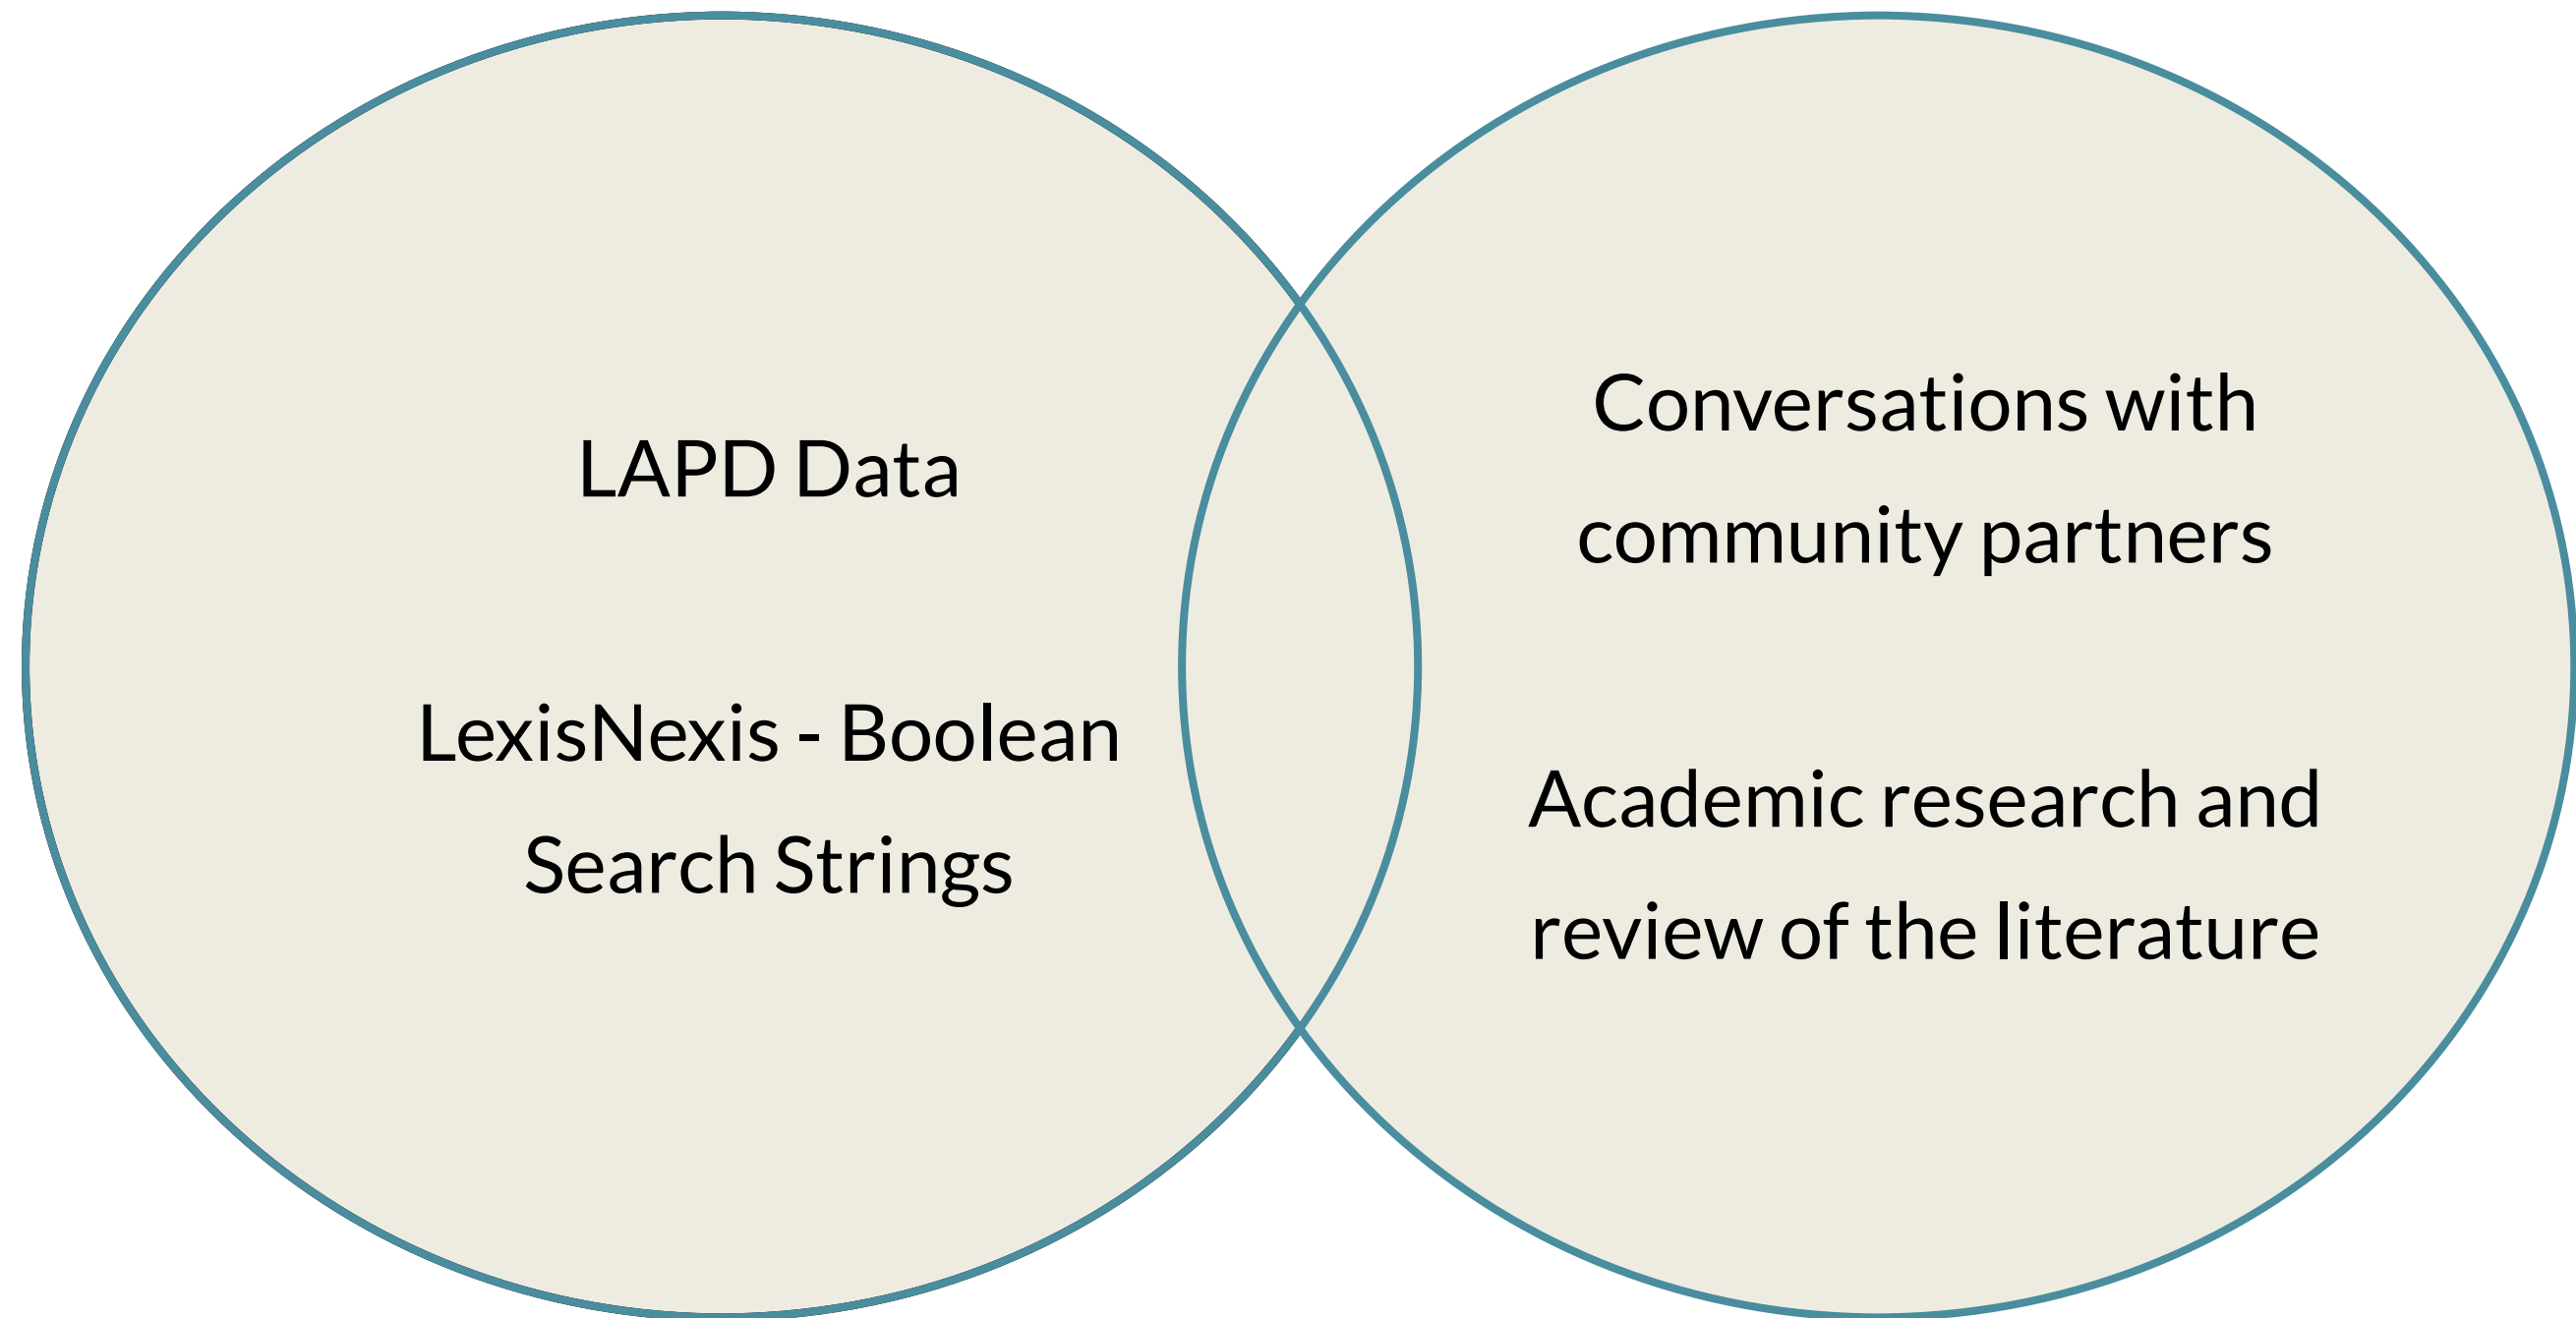 LAPD Data
LexisNexis - Boolean
Search Strings
Conversations with
community partners
Academic research and
review of the literature